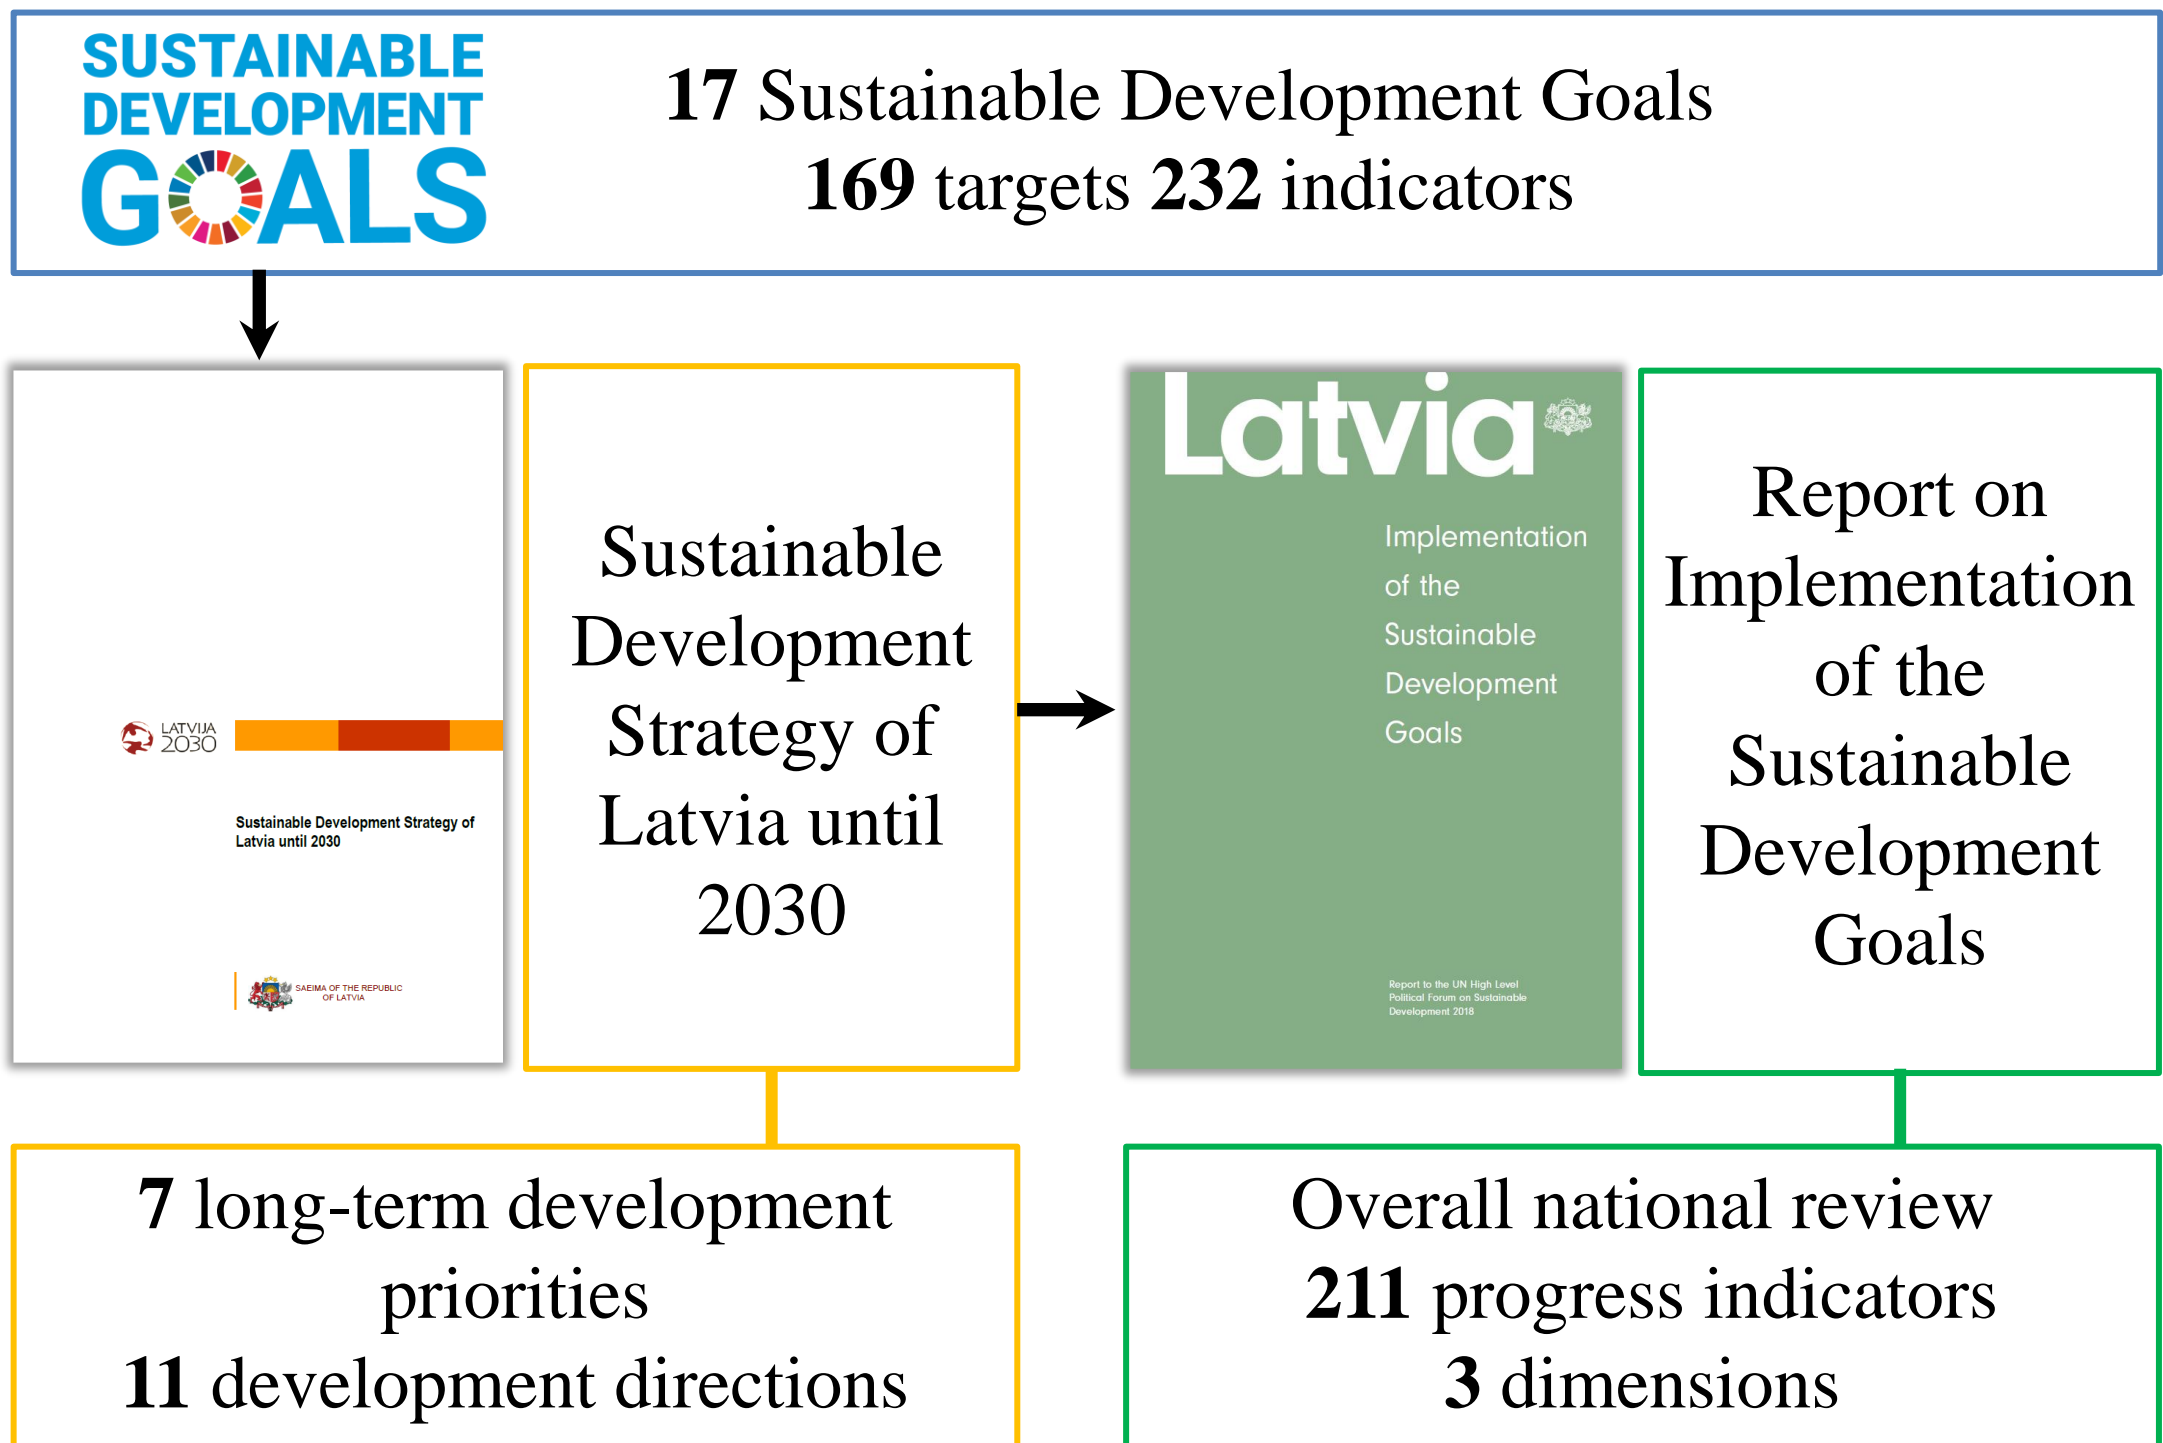 SUSTAINABLE
DEVELOPMENT
GOALS
17 Sustainable Development Goals
169 targets 232 indicators
LATVIJA
2030
Sustainable Development Strategy of
Latvia until 2030
SAEIMA OF THE REPUBLIC
OF LATVIA
Sustainable
Development
Strategy of
Latvia until
2030
Latvia
Implementation
of the
Sustainable
Development
Goals
Report to the UN High Level
Political Forum on Sustainable
Development 2018
Report on
Implementation
of the
Sustainable
Development
Goals
7 long-term development
priorities
11 development directions
Overall national review
211 progress indicators
3 dimensions